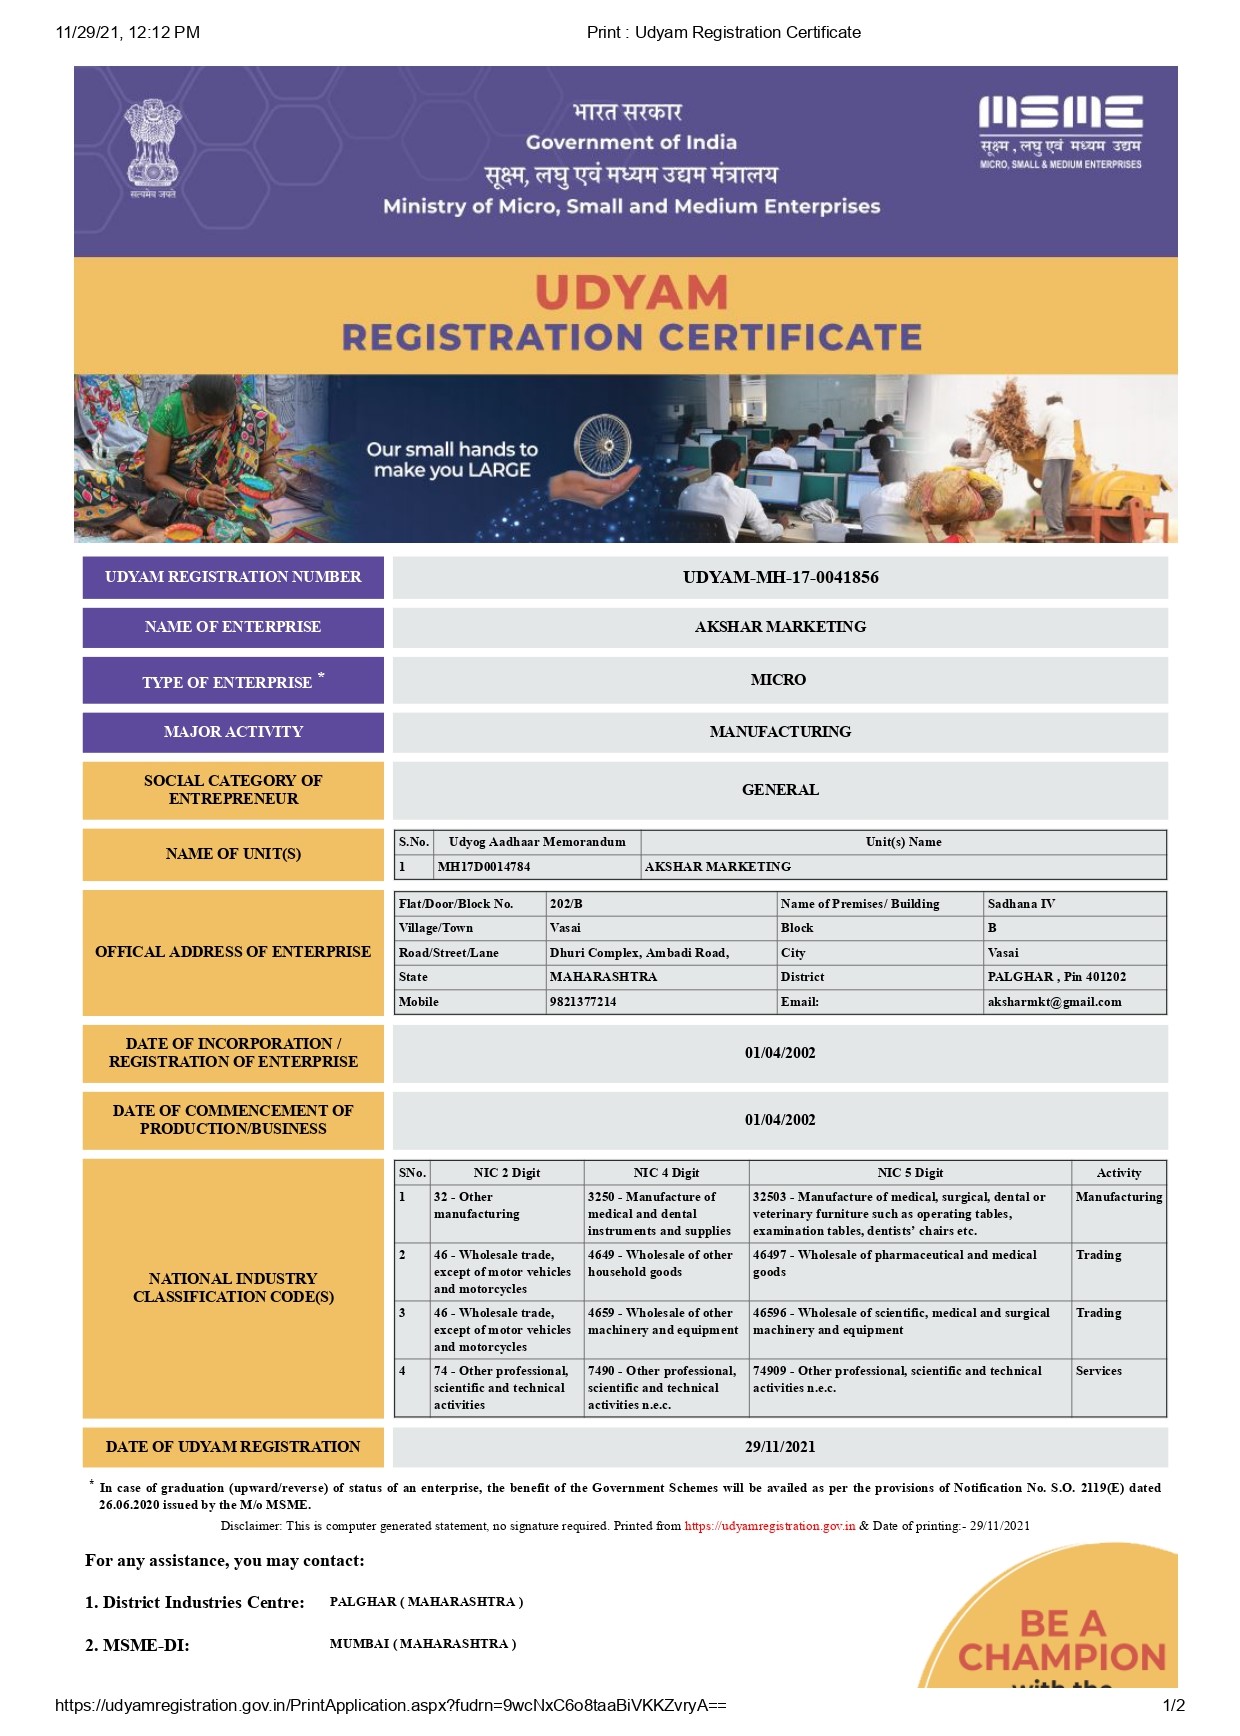 11/29/21, 12:12 PM Print : Udyam Registration Certificate
भारत सरकार
Government of India
सूक्ष्म, लघु एवं मध्यम उद्यम मंत्रालय
Ministry of Micro, Small and Medium Enterprises
सत्यमेव जयते
MSME
सूक्ष्म , लघु एवं मध्यम उद्यम
MICRO, SMALL & MEDIUM ENTERPRISES
UDYAM
REGISTRATION CERTIFICATE
Our small hands to
make you LARGE
UDYAM REGISTRATION NUMBER UDYAM-MH-17-0041856
NAME OF ENTERPRISE AKSHAR MARKETING
TYPE OF ENTERPRISE * MICRO
MAJOR ACTIVITY MANUFACTURING
SOCIAL CATEGORY OF
ENTREPRENEUR
GENERAL
NAME OF UNIT(S)
S.No. Udyog Aadhaar Memorandum Unit(s) Name
1 MH17D0014784 AKSHAR MARKETING
OFFICAL ADDRESS OF ENTERPRISE
Flat/Door/Block No. 202/B Name of Premises/ Building Sadhana IV
Village/Town Vasai Block B
Road/Street/Lane Dhuri Complex, Ambadi Road, City Vasai
State MAHARASHTRA District PALGHAR , Pin 401202
Mobile 9821377214 Email: aksharmkt@gmail.com
DATE OF INCORPORATION /
REGISTRATION OF ENTERPRISE
01/04/2002
DATE OF COMMENCEMENT OF
PRODUCTION/BUSINESS
01/04/2002
NATIONAL INDUSTRY
CLASSIFICATION CODE(S)
SNo. NIC 2 Digit NIC 4 Digit NIC 5 Digit Activity
1 32 - Other 3250 - Manufacture of 32503 - Manufacture of medical, surgical, dental or Manufacturing
manufacturing medical and dental veterinary furniture such as operating tables,
instruments and supplies examination tables, dentists’ chairs etc.
2 46 - Wholesale trade, 4649 - Wholesale of other 46497 - Wholesale of pharmaceutical and medical Trading
except of motor vehicles household goods goods
and motorcycles
3 46 - Wholesale trade, 4659 - Wholesale of other 46596 - Wholesale of scientific, medical and surgical Trading
except of motor vehicles machinery and equipment machinery and equipment
and motorcycles
4 74 - Other professional, 7490 - Other professional, 74909 - Other professional, scientific and technical Services
scientific and technical scientific and technical activities n.e.c.
activities activities n.e.c.
DATE OF UDYAM REGISTRATION 29/11/2021
* In case of graduation (upward/reverse) of status of an enterprise, the benefit of the Government Schemes will be availed as per the provisions of Notification No. S.O. 2119(E) dated
26.06.2020 issued by the M/o MSME.
Disclaimer: This is computer generated statement, no signature required. Printed from https://udyamregistration.gov.in & Date of printing:- 29/11/2021
For any assistance, you may contact:
1. District Industries Centre: PALGHAR ( MAHARASHTRA )
2. MSME-DI: MUMBAI ( MAHARASHTRA )
BE A
CHAMPION
with the
https://udyamregistration.gov.in/PrintApplication.aspx?fudrn=9wcNxC6o8taaBiVKKZvryA== 1/2